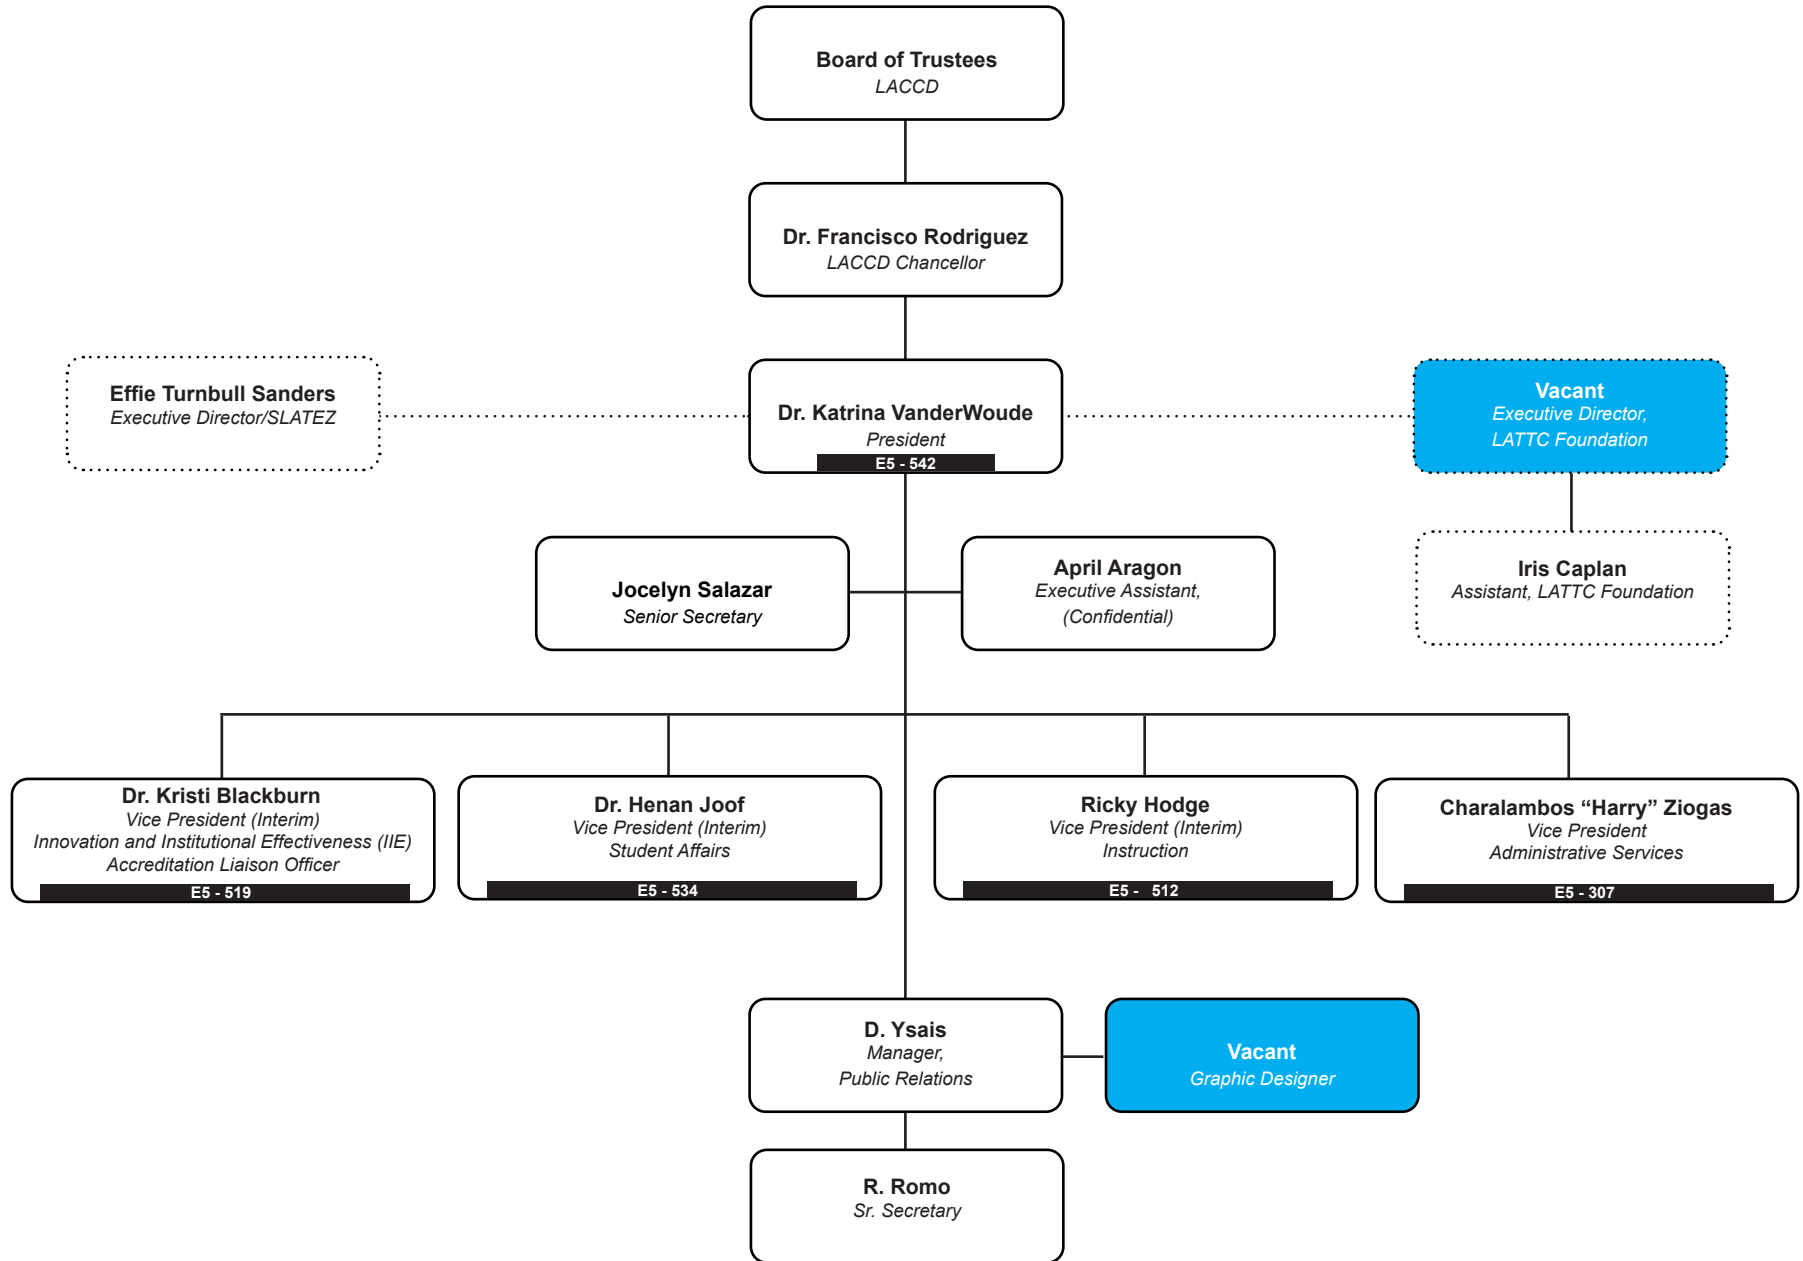 Board of Trustees
LACCD
Dr. Francisco Rodriguez
LACCD Chancellor
Effie Turnbull Sanders
Executive Director/SLATEZ
Dr. Katrina VanderWoude
President
E5 - 542
Vacant
Executive Director,
LATTC Foundation
Jocelyn Salazar
Senior Secretary
April Aragon
Executive Assistant,
(Confidential)
Iris Caplan
Assistant, LATTC Foundation
Dr. Kristi Blackburn
Vice President (Interim)
Innovation and Institutional Effectiveness (IIE)
Accreditation Liaison Officer
E5 - 519
Dr. Henan Joof
Vice President (Interim)
Student Affairs
E5 - 534
Ricky Hodge
Vice President (Interim)
Instruction
E5 - 512
Charalambos “Harry” Ziogas
Vice President
Administrative Services
E5 - 307
D. Ysais
Manager,
Public Relations
Vacant
Graphic Designer
R. Romo
Sr. Secretary